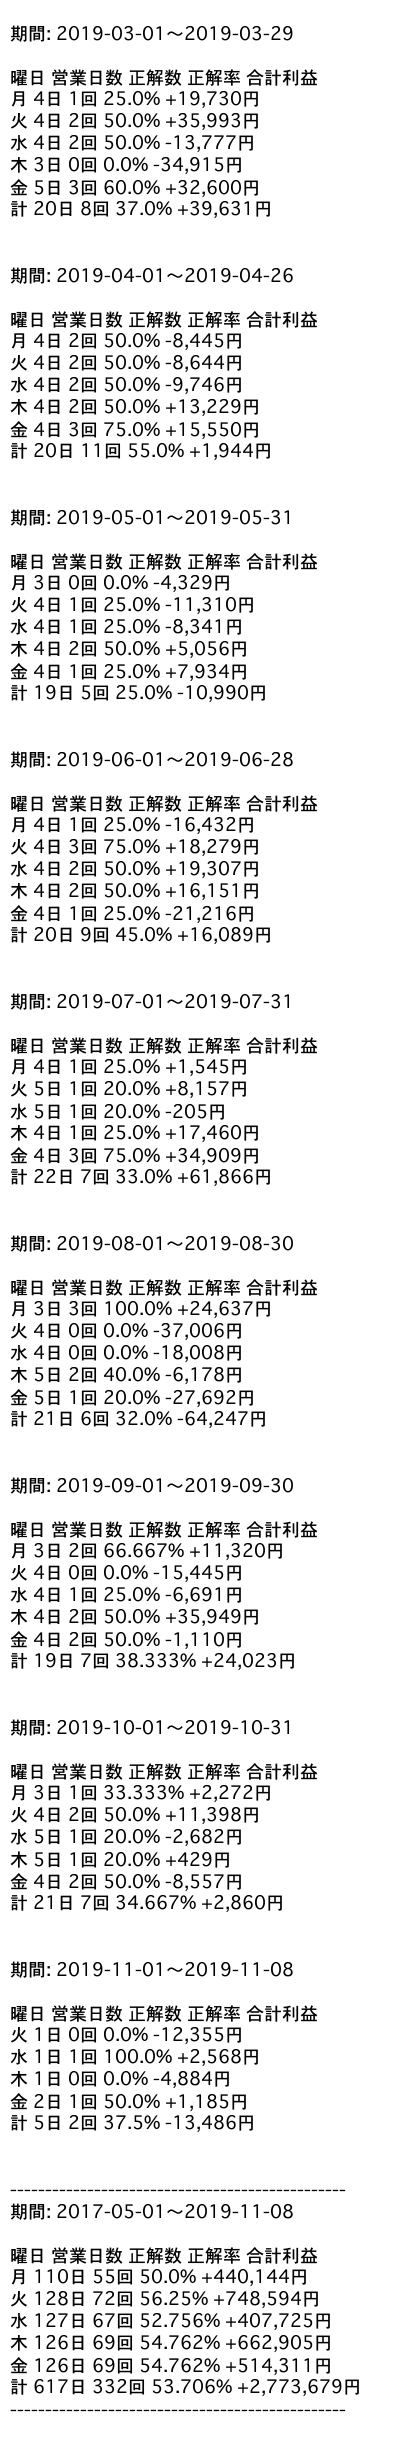 期間: 2019-03-01〜2019-03-29
曜日 営業日数 正解数 正解率 合計利益
月 4日 1回 25.0% +19,730円
火 4日 2回 50.0% +35,993円
水 4日 2回 50.0% -13,777円
木 3日 0回 0.0% -34,915円
金 5日 3回 60.0% +32,600円
計 20日 8回 37.0% +39,631円
期間: 2019-04-01〜2019-04-26
曜日 営業日数 正解数 正解率 合計利益
月 4日 2回 50.0% -8,445円
火 4日 2回 50.0% -8,644円
水 4日 2回 50.0% -9,746円
木 4日 2回 50.0% +13,229円
金 4日 3回 75.0% +15,550円
計 20日 11回 55.0% +1,944円
期間: 2019-05-01〜2019-05-31
曜日 営業日数 正解数 正解率 合計利益
月 3日 0回 0.0% -4,329円
火 4日 1回 25.0% -11,310円
水 4日 1回 25.0% -8,341円
木 4日 2回 50.0% +5,056円
金 4日 1回 25.0% +7,934円
計 19日 5回 25.0% -10,990円
期間: 2019-06-01〜2019-06-28
曜日 営業日数 正解数 正解率 合計利益
月 4日 1回 25.0% -16,432円
火 4日 3回 75.0% +18,279円
水 4日 2回 50.0% +19,307円
木 4日 2回 50.0% +16,151円
金 4日 1回 25.0% -21,216円
計 20日 9回 45.0% +16,089円
期間: 2019-07-01〜2019-07-31
曜日 営業日数 正解数 正解率 合計利益
月 4日 1回 25.0% +1,545円
火 5日 1回 20.0% +8,157円
水 5日 1回 20.0% -205円
木 4日 1回 25.0% +17,460円
金 4日 3回 75.0% +34,909円
計 22日 7回 33.0% +61,866円
期間: 2019-08-01〜2019-08-30
曜日 営業日数 正解数 正解率 合計利益
月 3日 3回 100.0% +24,637円
火 4日 0回 0.0% -37,006円
水 4日 0回 0.0% -18,008円
木 5日 2回 40.0% -6,178円
金 5日 1回 20.0% -27,692円
計 21日 6回 32.0% -64,247円
期間: 2019-09-01〜2019-09-30
曜日 営業日数 正解数 正解率 合計利益
月 3日 2回 66.667% +11,320円
火 4日 0回 0.0% -15,445円
水 4日 1回 25.0% -6,691円
木 4日 2回 50.0% +35,949円
金 4日 2回 50.0% -1,110円
計 19日 7回 38.333% +24,023円
期間: 2019-10-01〜2019-10-31
曜日 営業日数 正解数 正解率 合計利益
月 3日 1回 33.333% +2,272円
火 4日 2回 50.0% +11,398円
水 5日 1回 20.0% -2,682円
木 5日 1回 20.0% +429円
金 4日 2回 50.0% -8,557円
計 21日 7回 34.667% +2,860円
期間: 2019-11-01〜2019-11-08
曜日 営業日数 正解数 正解率 合計利益
火 1日 0回 0.0% -12,355円
水 1日 1回 100.0% +2,568円
木 1日 0回 0.0% -4,884円
金 2日 1回 50.0% +1,185円
計 5日 2回 37.5% -13,486円
------------------------------------------------
期間: 2017-05-01〜2019-11-08
曜日 営業日数 正解数 正解率 合計利益
月 110日 55回 50.0% +440,144円
火 128日 72回 56.25% +748,594円
水 127日 67回 52.756% +407,725円
木 126日 69回 54.762% +662,905円
金 126日 69回 54.762% +514,311円
計 617日 332回 53.706% +2,773,679円
------------------------------------------------